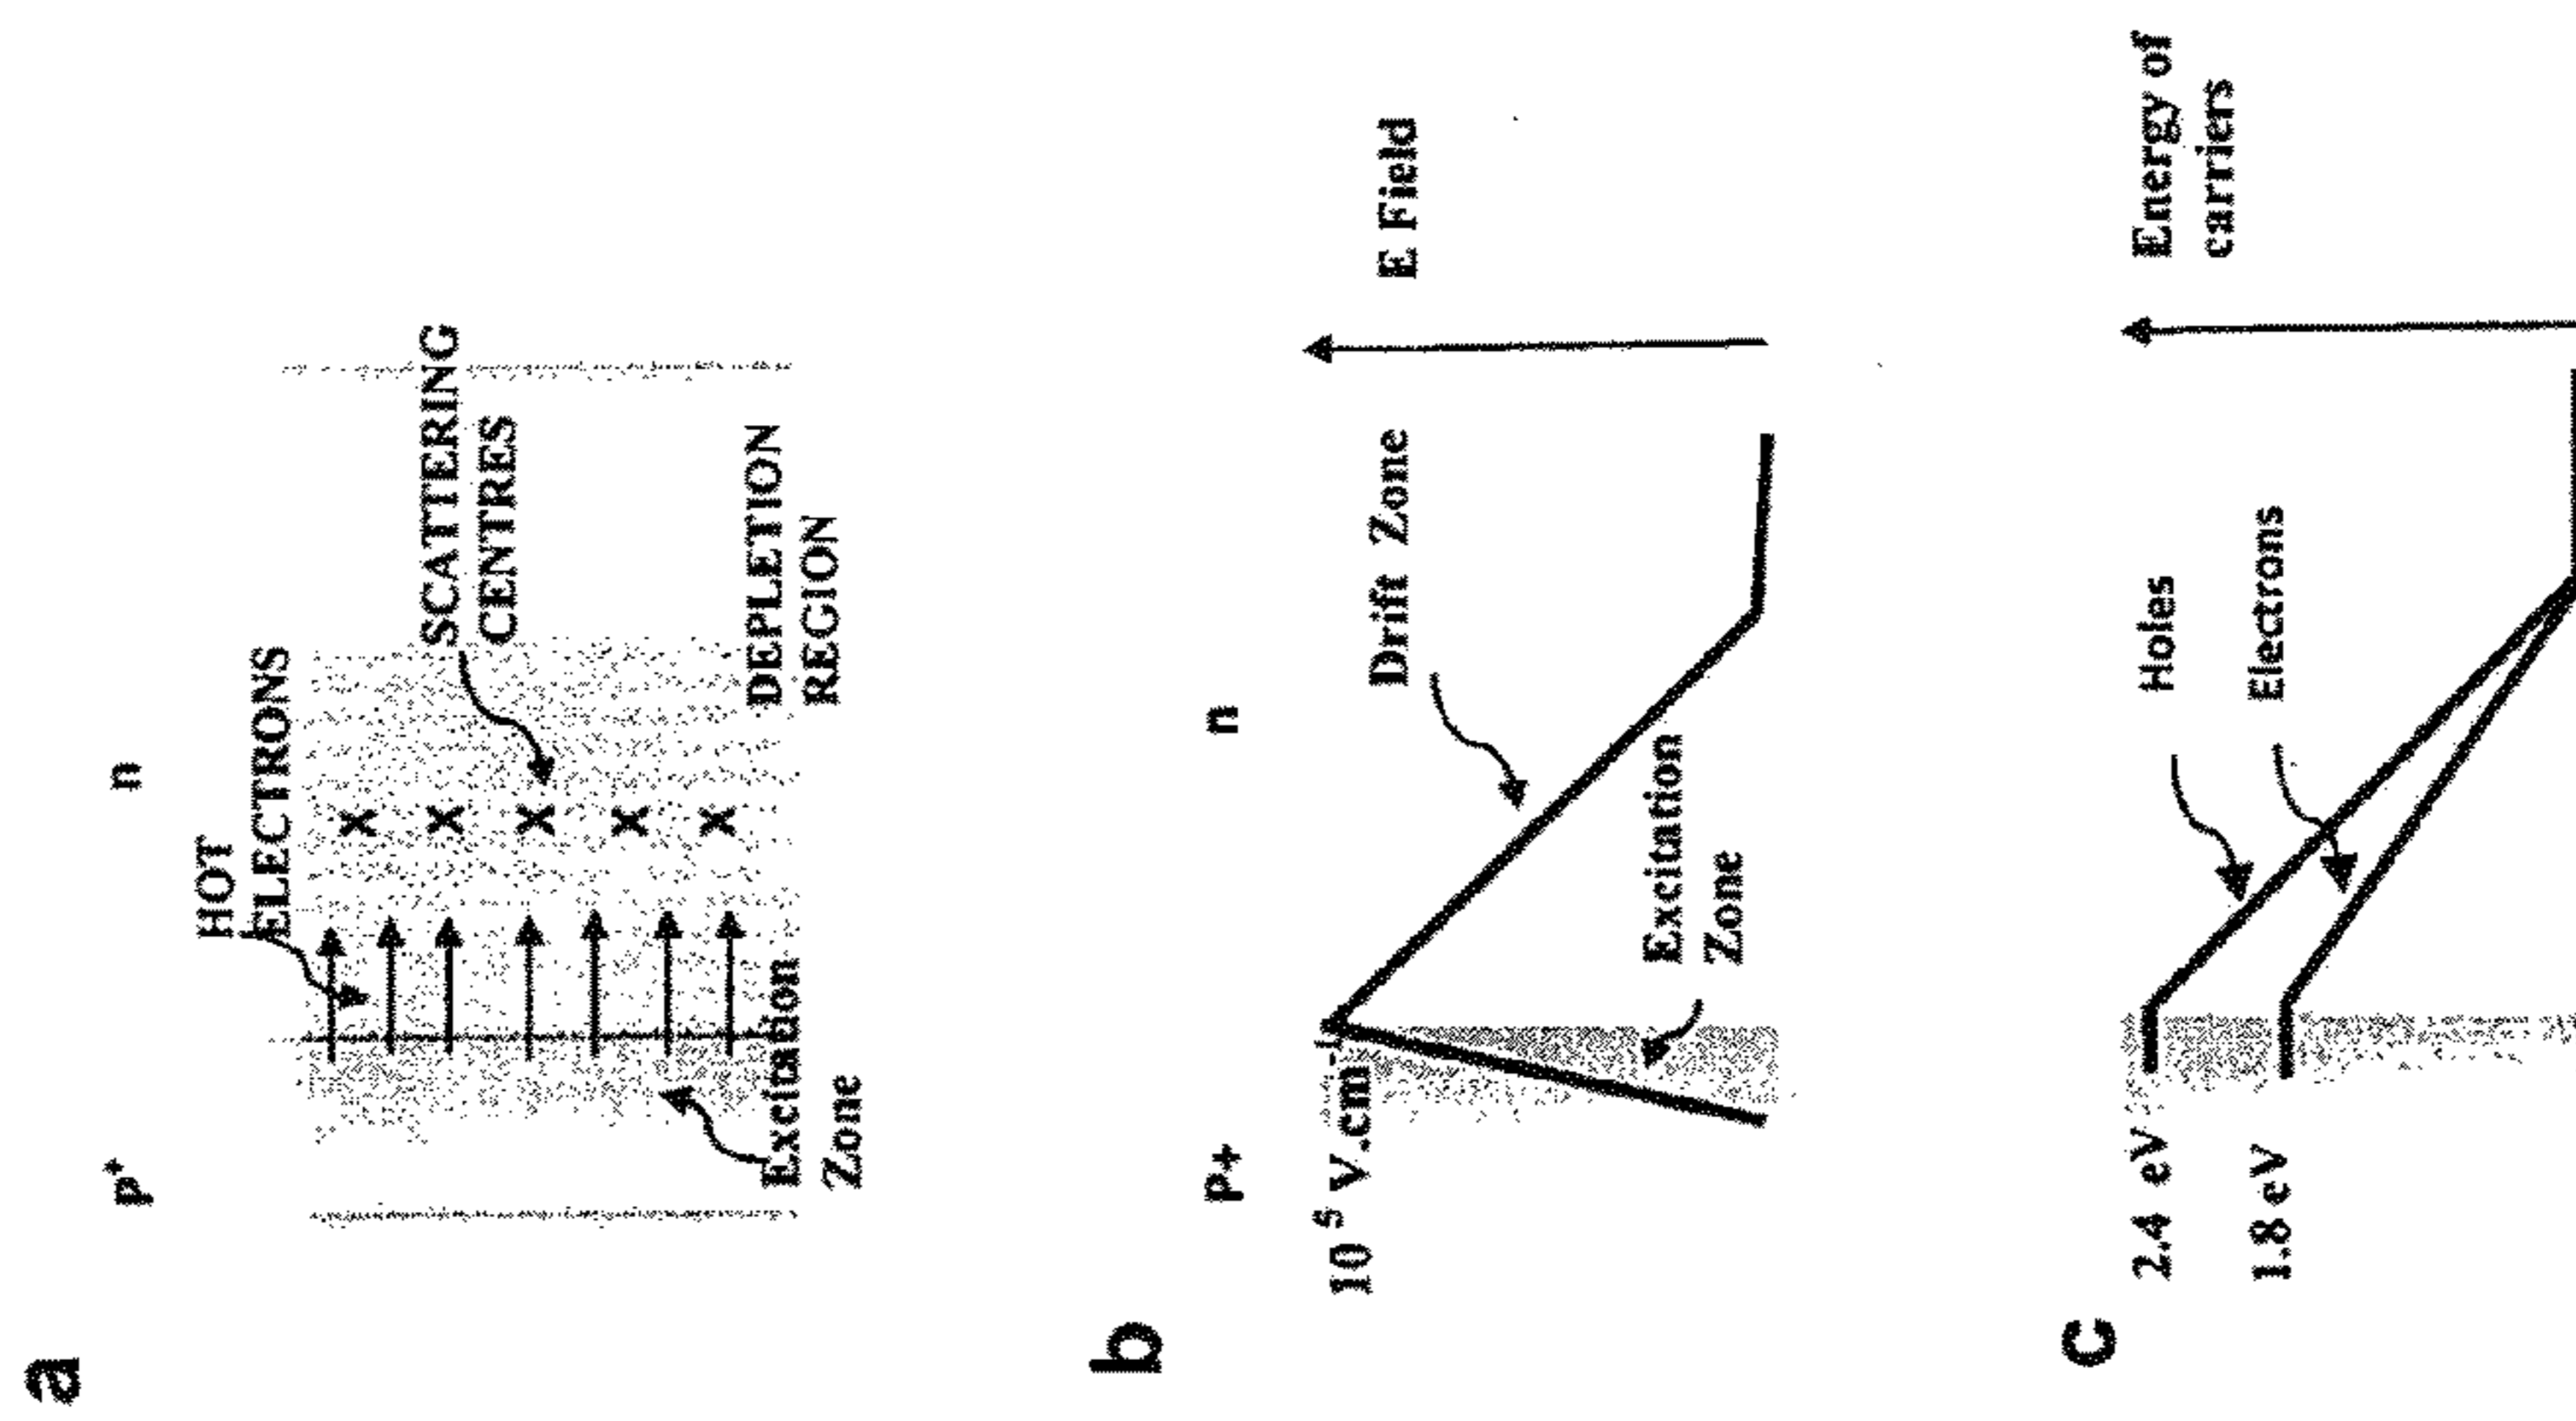 a
p⁺
n
HOT
ELECTRONS
SCATTERING
CENTRES
X
X
X
X
X
DEPLETION
REGION
Excitation
Zone
b
P+
n
10 ⁵ V.cm⁻¹
Drift Zone
E Field
Excitation
Zone
c
2.4 eV
1.8 eV
Holes
Electrons
Energy of
carriers